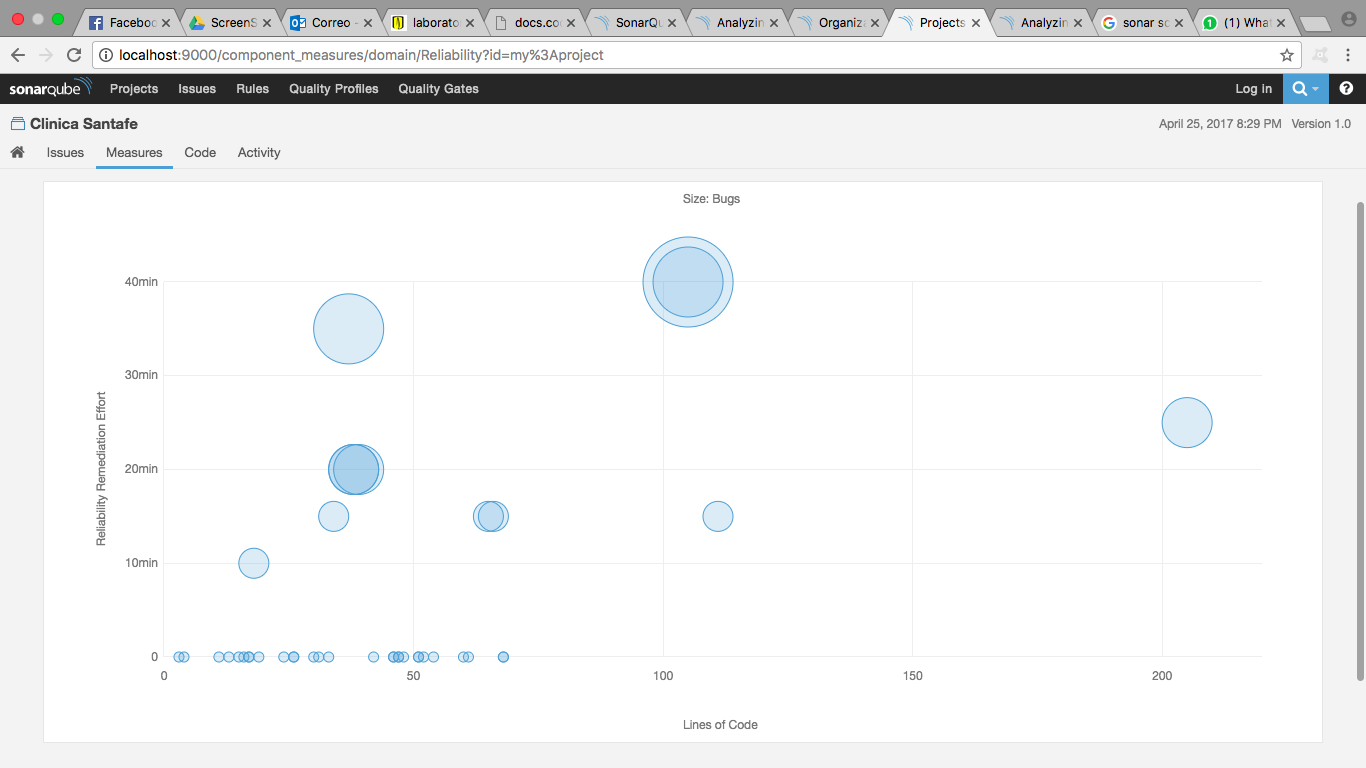 Facebo
ScreenS
Correo -
laborato
docs.co
SonarQu
Analyzin
Organiza
Projects
Analyzin
sonar sc
(1) What
localhost:9000/component_measures/domain/Reliability?id=my%3Aproject
sonarqube Projects Issues Rules Quality Profiles Quality Gates Log in
Clinica Santafe April 25, 2017 8:29 PM Version 1.0
Issues Measures Code Activity
Size: Bugs
40min
30min
20min
10min
0
Reliability Remediation Effort
0 50 100 150 200
Lines of Code